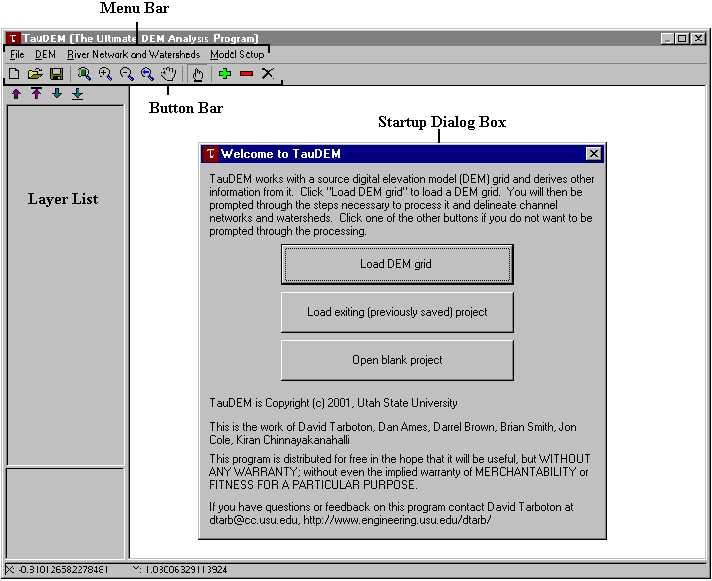 Menu Bar
TauDEM (The Ultimate DEM Analysis Program)
File DEM River Network and Watersheds Model Setup
Button Bar
Startup Dialog Box
Layer List
Welcome to TauDEM
TauDEM works with a source digital elevation model (DEM) grid and derives other
information from it. Click "Load DEM grid" to load a DEM grid. You will then be
prompted through the steps necessary to process it and delineate channel
networks and watersheds. Click one of the other buttons if you do not want to be
prompted through the processing.
Load DEM grid
Load exiting (previously saved) project
Open blank project
TauDEM is Copyright (c) 2001, Utah State University
This is the work of David Tarboton, Dan Ames, Darrel Brown, Brian Smith, Jon
Cole, Kiran Chinnayakanahalli
This program is distributed for free in the hope that it will be useful, but WITHOUT
ANY WARRANTY; without even the implied warranty of MERCHANTABILITY or
FITNESS FOR A PARTICULAR PURPOSE.
If you have questions or feedback on this program contact David Tarboton at
dtarb@cc.usu.edu, http://www.engineering.usu.edu/dtarb/
X: -0.310126582278481 Y: 1.03006329113924